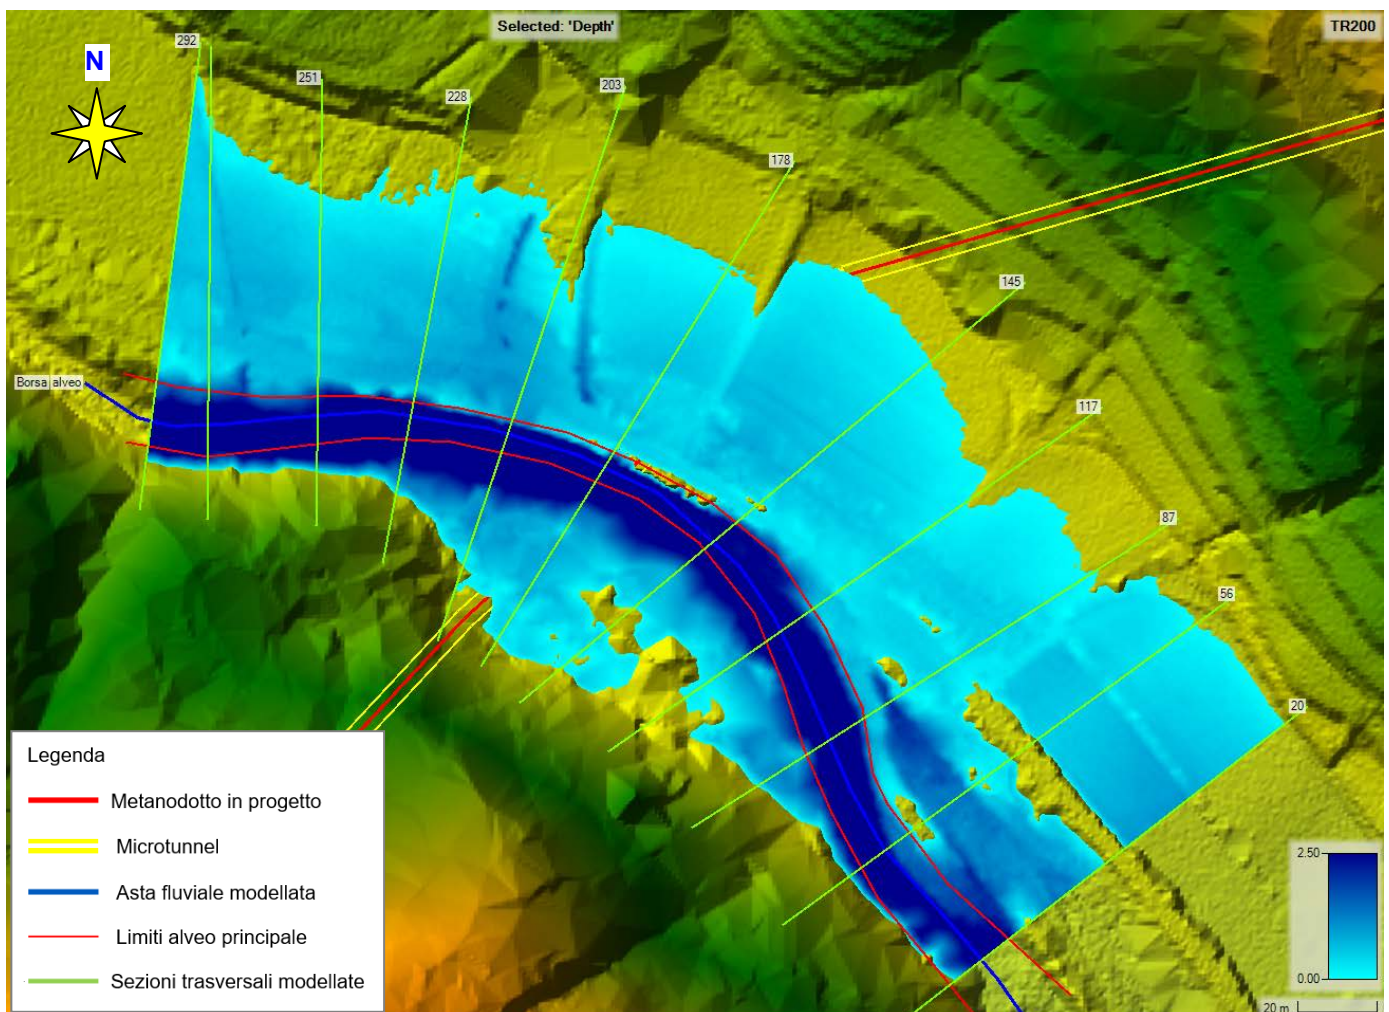 Selected: 'Depth'
TR200
N
292
251
228
203
178
145
117
87
56
20
Borsa alveo
Legenda
Metanodotto in progetto
Microtunnel
Asta fluviale modellata
Limiti alveo principale
Sezioni trasversali modellate
2.50
0.00
20 m